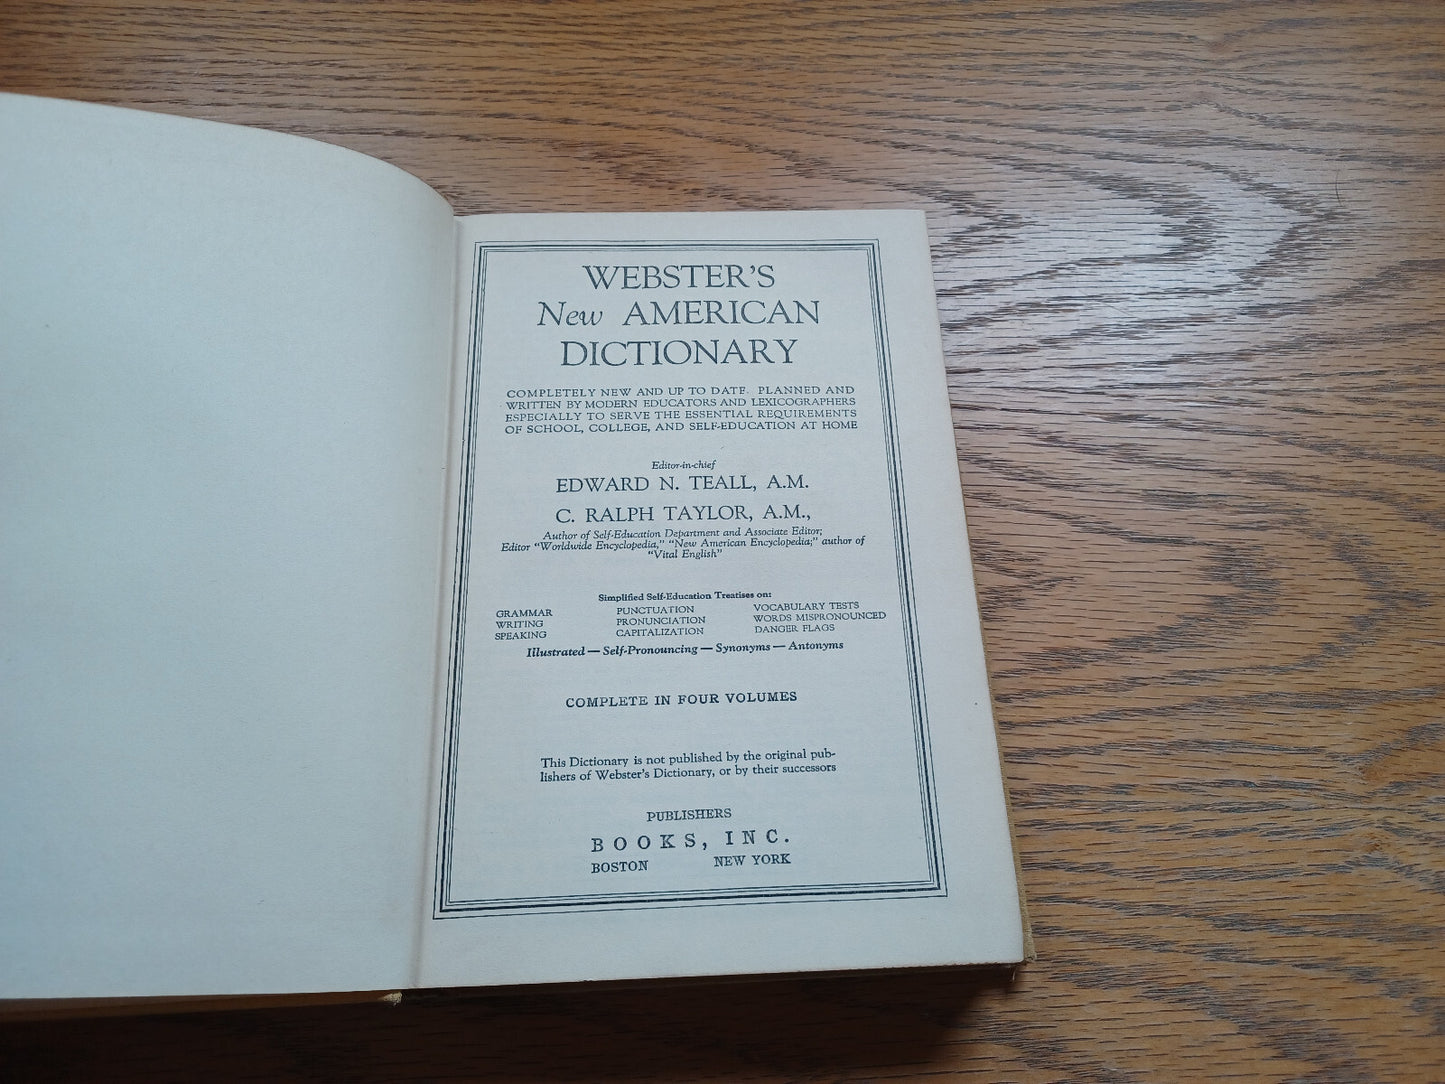 WEBSTER'S
New AMERICAN
DICTIONARY
COMPLETELY NEW AND UP TO DATE. PLANNED AND
WRITTEN BY MODERN EDUCATORS AND LEXICOGRAPHERS
ESPECIALLY TO SERVE THE ESSENTIAL REQUIREMENTS
OF SCHOOL, COLLEGE, AND SELF-EDUCATION AT HOME
Editor-in-chief
EDWARD N. TEALL, A.M.
C. RALPH TAYLOR, A.M.,
Author of Self-Education Department and Associate Editor;
Editor "Worldwide Encyclopedia," "New American Encyclopedia;" author of
"Vital English"
Simplified Self-Education Treatises on:
GRAMMAR PUNCTUATION VOCABULARY TESTS
WRITING PRONUNCIATION WORDS MISPRONOUNCED
SPEAKING CAPITALIZATION DANGER FLAGS
Illustrated — Self-Pronouncing — Synonyms — Antonyms
COMPLETE IN FOUR VOLUMES
This Dictionary is not published by the original pub-
lishers of Webster's Dictionary, or by their successors
PUBLISHERS
BOOKS, INC.
BOSTON NEW YORK